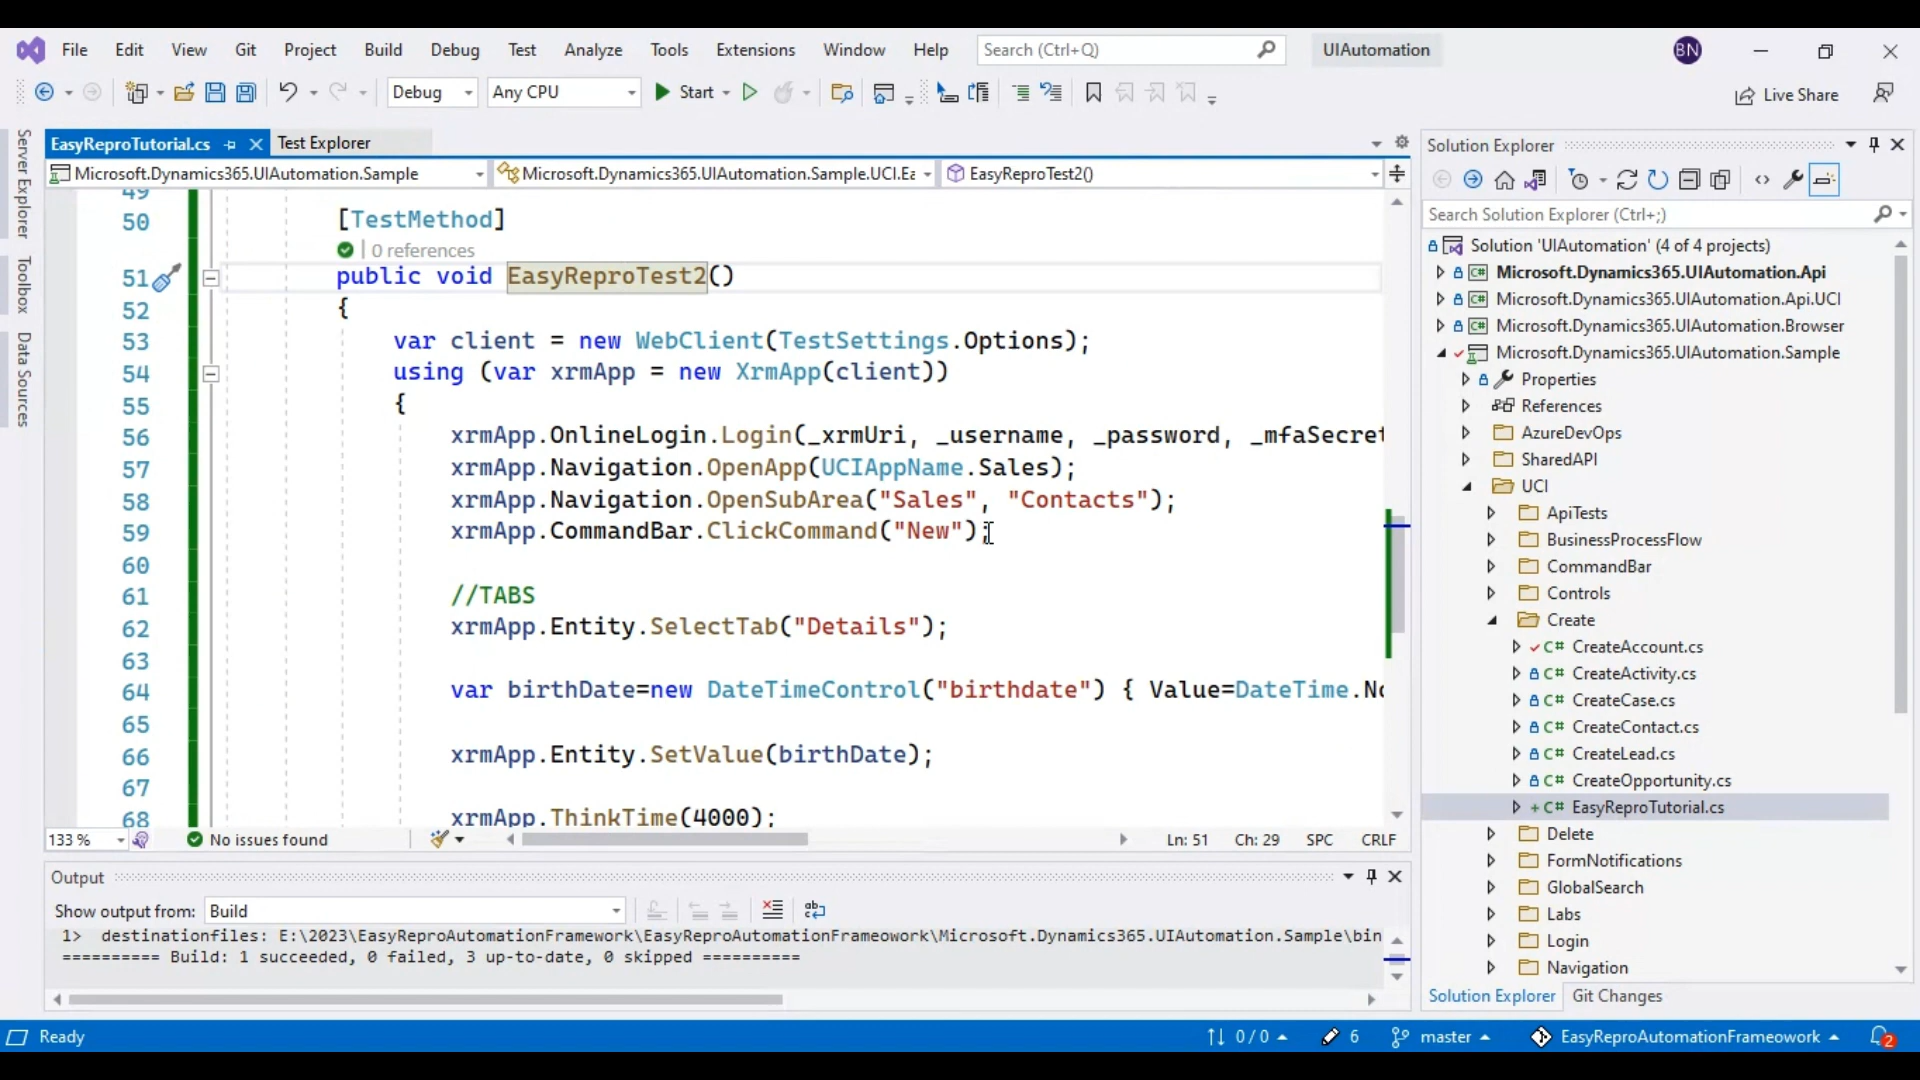 File Edit View Git Project Build Debug Test Analyze Tools Extensions Window Help Search (Ctrl+Q) UIAutomation BN
Debug Any CPU Start Live Share
Server Explorer
Toolbox
Data Sources
EasyReproTutorial.cs Test Explorer
Microsoft.Dynamics365.UIAutomation.Sample Microsoft.Dynamics365.UIAutomation.Sample.UCI.Ea EasyReproTest2()
49
50 [TestMethod]
0 references
51 public void EasyReproTest2()
52 {
53 var client = new WebClient(TestSettings.Options);
54 using (var xrmApp = new XrmApp(client))
55 {
56 xrmApp.OnlineLogin.Login(_xrmUri, _username, _password, _mfaSecret
57 xrmApp.Navigation.OpenApp(UCIAppName.Sales);
58 xrmApp.Navigation.OpenSubArea("Sales", "Contacts");
59 xrmApp.CommandBar.ClickCommand("New");
60
61 //TABS
62 xrmApp.Entity.SelectTab("Details");
63
64 var birthDate=new DateTimeControl("birthdate") { Value=DateTime.No
65
66 xrmApp.Entity.SetValue(birthDate);
67
68 xrmApp.ThinkTime(4000);
133 % No issues found Ln: 51 Ch: 29 SPC CRLF
Output
Show output from: Build
1> destinationfiles: E:\2023\EasyReproAutomationFramework\EasyReproAutomationFrameowork\Microsoft.Dynamics365.UIAutomation.Sample\bin
========== Build: 1 succeeded, 0 failed, 3 up-to-date, 0 skipped ==========
Solution Explorer
Search Solution Explorer (Ctrl+;)
Solution 'UIAutomation' (4 of 4 projects)
C# Microsoft.Dynamics365.UIAutomation.Api
C# Microsoft.Dynamics365.UIAutomation.Api.UCI
C# Microsoft.Dynamics365.UIAutomation.Browser
Microsoft.Dynamics365.UIAutomation.Sample
Properties
References
AzureDevOps
SharedAPI
UCI
ApiTests
BusinessProcessFlow
CommandBar
Controls
Create
C# CreateAccount.cs
C# CreateActivity.cs
C# CreateCase.cs
C# CreateContact.cs
C# CreateLead.cs
C# CreateOpportunity.cs
+ C# EasyReproTutorial.cs
Delete
FormNotifications
GlobalSearch
Labs
Login
Navigation
Solution Explorer Git Changes
Ready 0 / 0 6 master EasyReproAutomationFrameowork 2